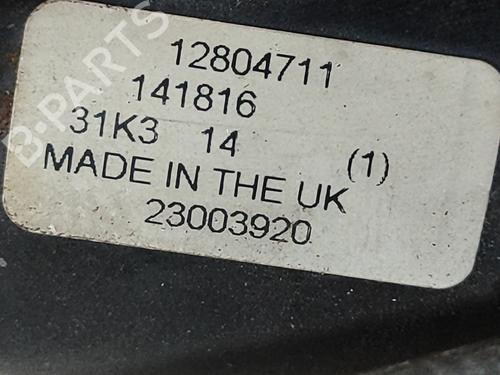 B-PARTS
12804711
141816
31K3 14 (1)
MADE IN THE UK
23003920